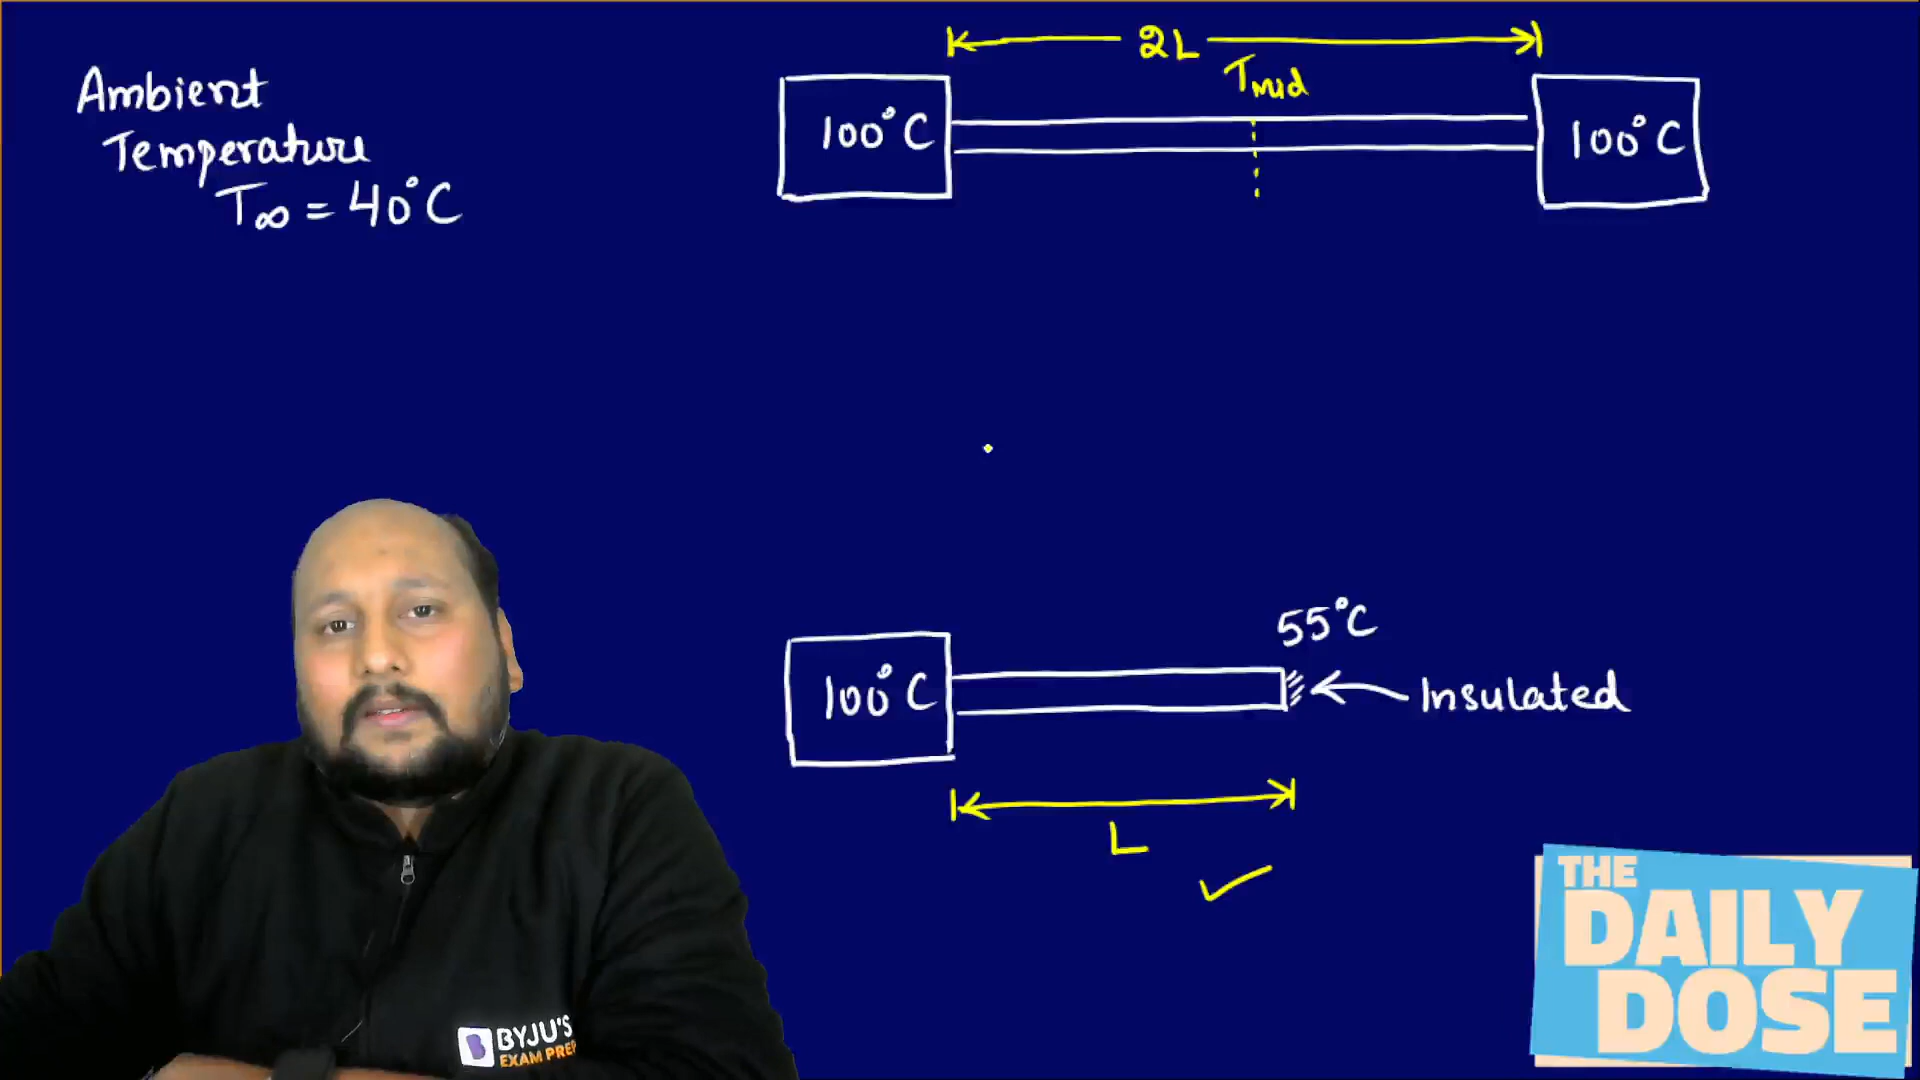 Ambient
Temperature
T∞ = 40°C
2L
Tmid
100°C
100°C
55°C
100°C
Insulated
L
BYJU'S
EXAM PREP
THE
DAILY
DOSE